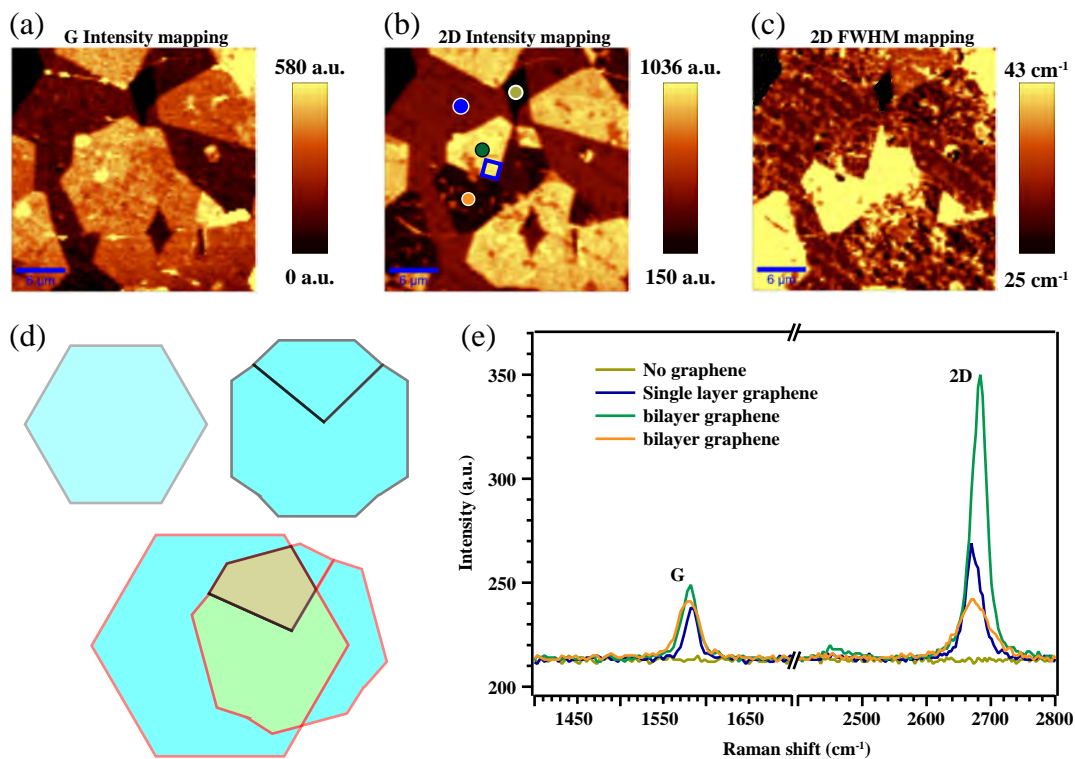 (a)
G Intensity mapping
580 a.u.
0 a.u.
6 µm
(b)
2D Intensity mapping
1036 a.u.
150 a.u.
6 µm
(c)
2D FWHM mapping
43 cm⁻¹
25 cm⁻¹
6 µm
(d)
(e)
No graphene
Single layer graphene
bilayer graphene
bilayer graphene
G
2D
350
300
250
200
Intensity (a.u.)
1450 1550 1650 2500 2600 2700 2800
Raman shift (cm⁻¹)